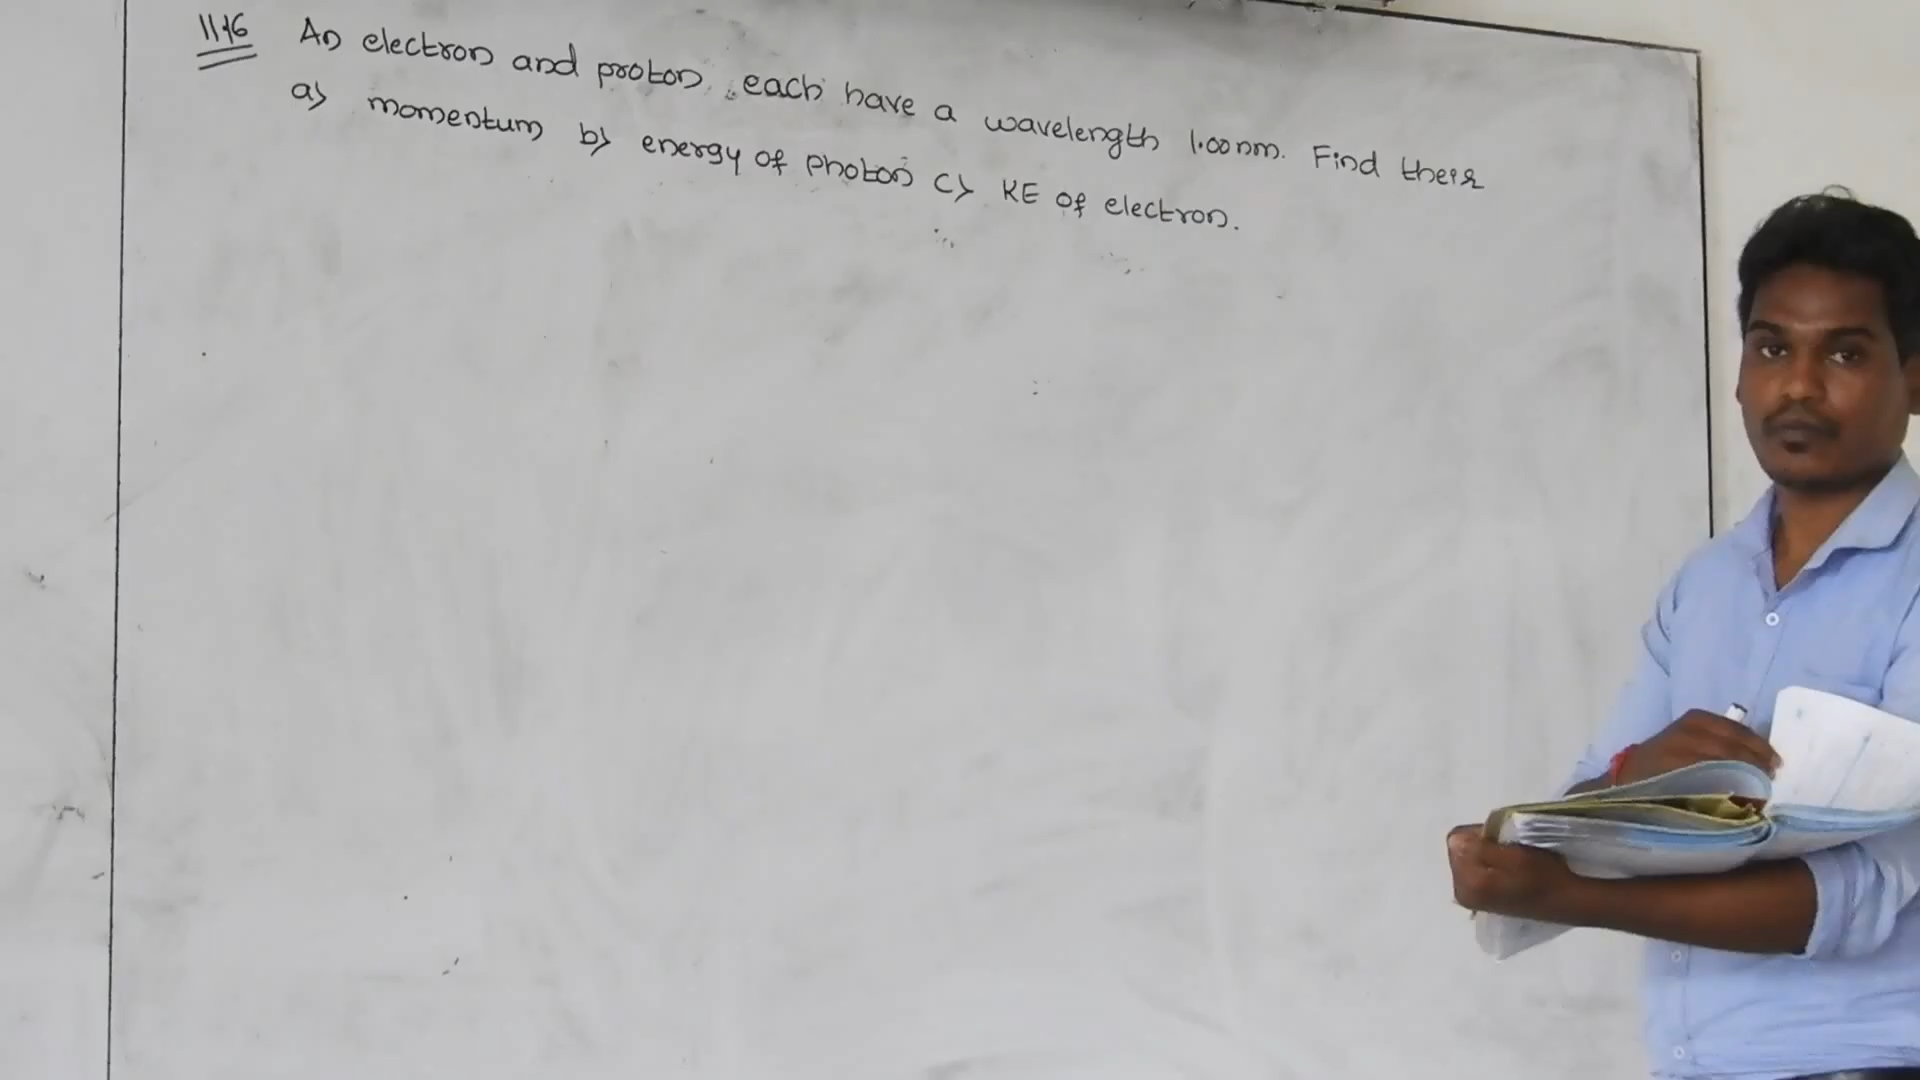 11.16 An electron and proton each have a wavelength 1.00nm. Find their
a) momentum b) energy of photon c) KE of electron.